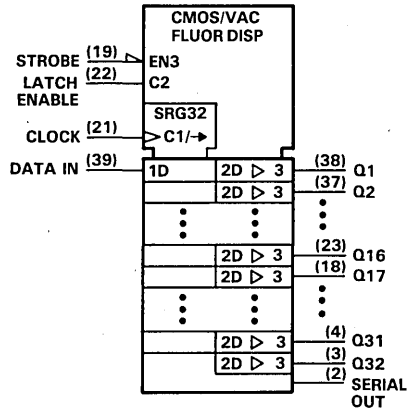 CMOS/VAC
FLUOR DISP
STROBE (19) EN3
LATCH (22) C2
ENABLE
SRG32
CLOCK (21) C1/→
DATA IN (39) 1D 2D ▷ 3 (38) Q1
2D ▷ 3 (37) Q2
2D ▷ 3 (23) Q16
2D ▷ 3 (18) Q17
2D ▷ 3 (4) Q31
2D ▷ 3 (3) Q32
(2) SERIAL
OUT